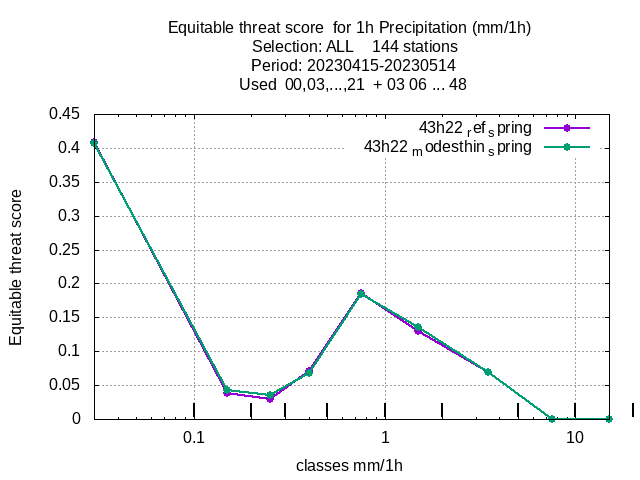 Equitable threat score  for 1h Precipitation (mm/1h)
Selection: ALL    144 stations
Period: 20230415-20230514
Used  00,03,...,21  + 03 06 ... 48
43h22 ref spring
43h22 modesthin spring
Equitable threat score
0.45
0.4
0.35
0.3
0.25
0.2
0.15
0.1
0.05
0
0.1 1 10
classes mm/1h